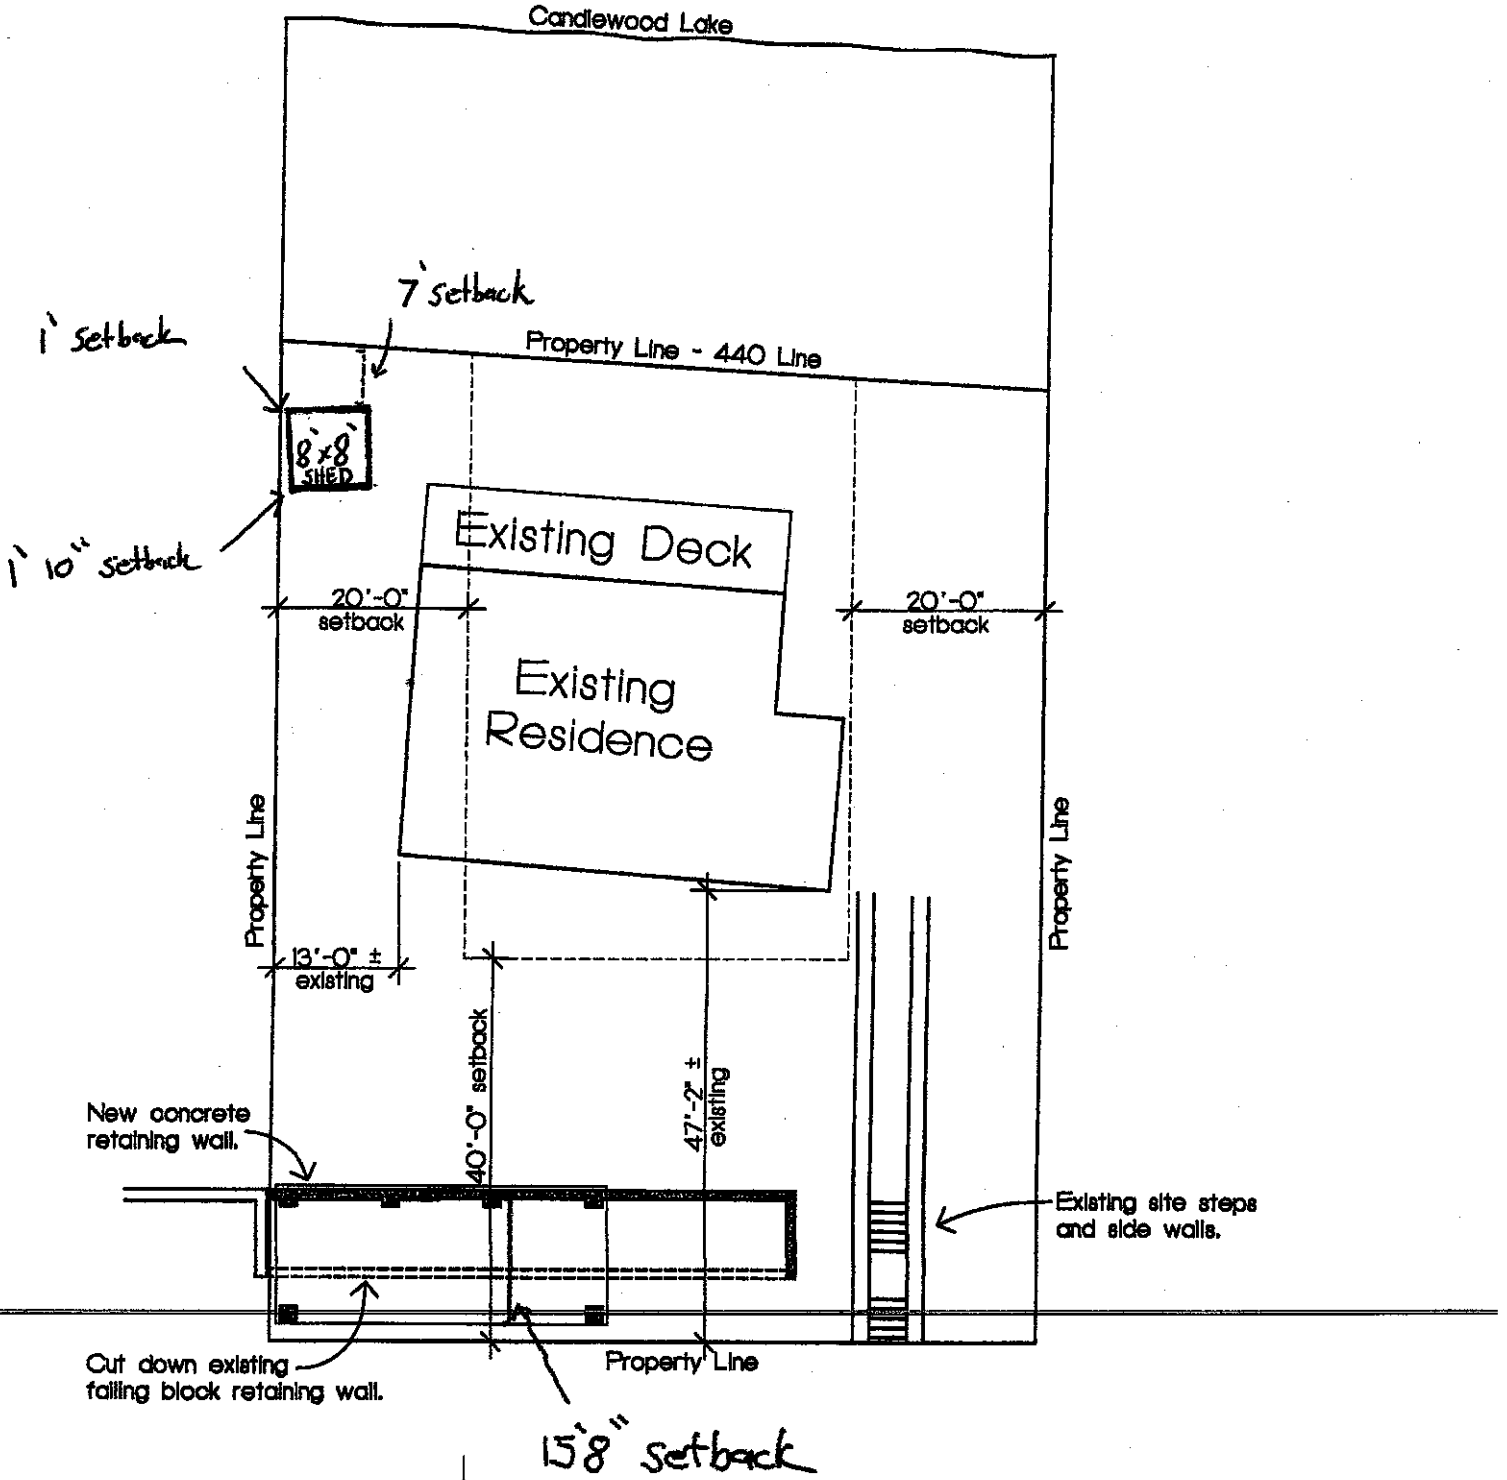 Candlewood Lake
7' setback
1' setback
Property Line - 440 Line
8'x8'
SHED
Existing Deck
1' 10" setback
20'-0"
setback
20'-0"
setback
Existing
Residence
Property Line
Property Line
13'-0" ±
existing
40'-0" setback
47'-2" ±
existing
New concrete
retaining wall.
Existing site steps
and side walls.
Cut down existing
failing block retaining wall.
Property Line
15'8" setback